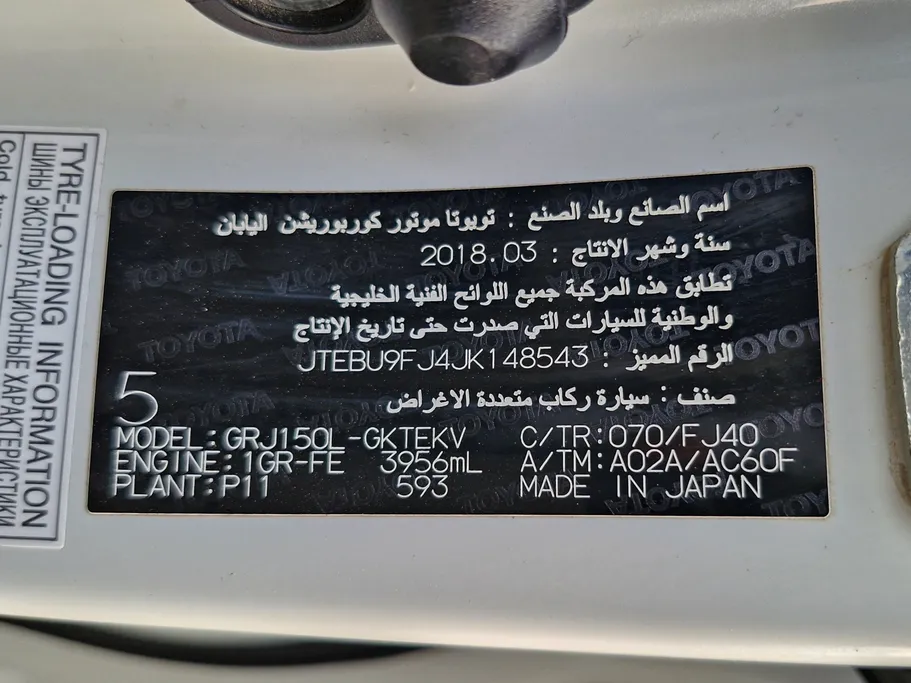 اسم الصانع وبلد الصنع : تويوتا موتور كوربوريشن اليابان
سنة وشهر الانتاج : 2018.03
تطابق هذه المركبة جميع اللوائح الفنية الخليجية
والوطنية للسيارات التي صدرت حتى تاريخ الإنتاج
الرقم المميز : JTEBU9FJ4JK148543
صنف : سيارة ركاب متعددة الاغراض
5
MODEL:GRJ150L-GKTEKV C/TR:070/FJ40
ENGINE:1GR-FE 3956mL A/TM:A02A/AC60F
PLANT:P11 593 MADE IN JAPAN
TYRE-LOADING INFORMATION
ШИНЫ ЭКСПЛУАТАЦИОННЫЕ ХАРАКТЕРИСТИКИ
Cold